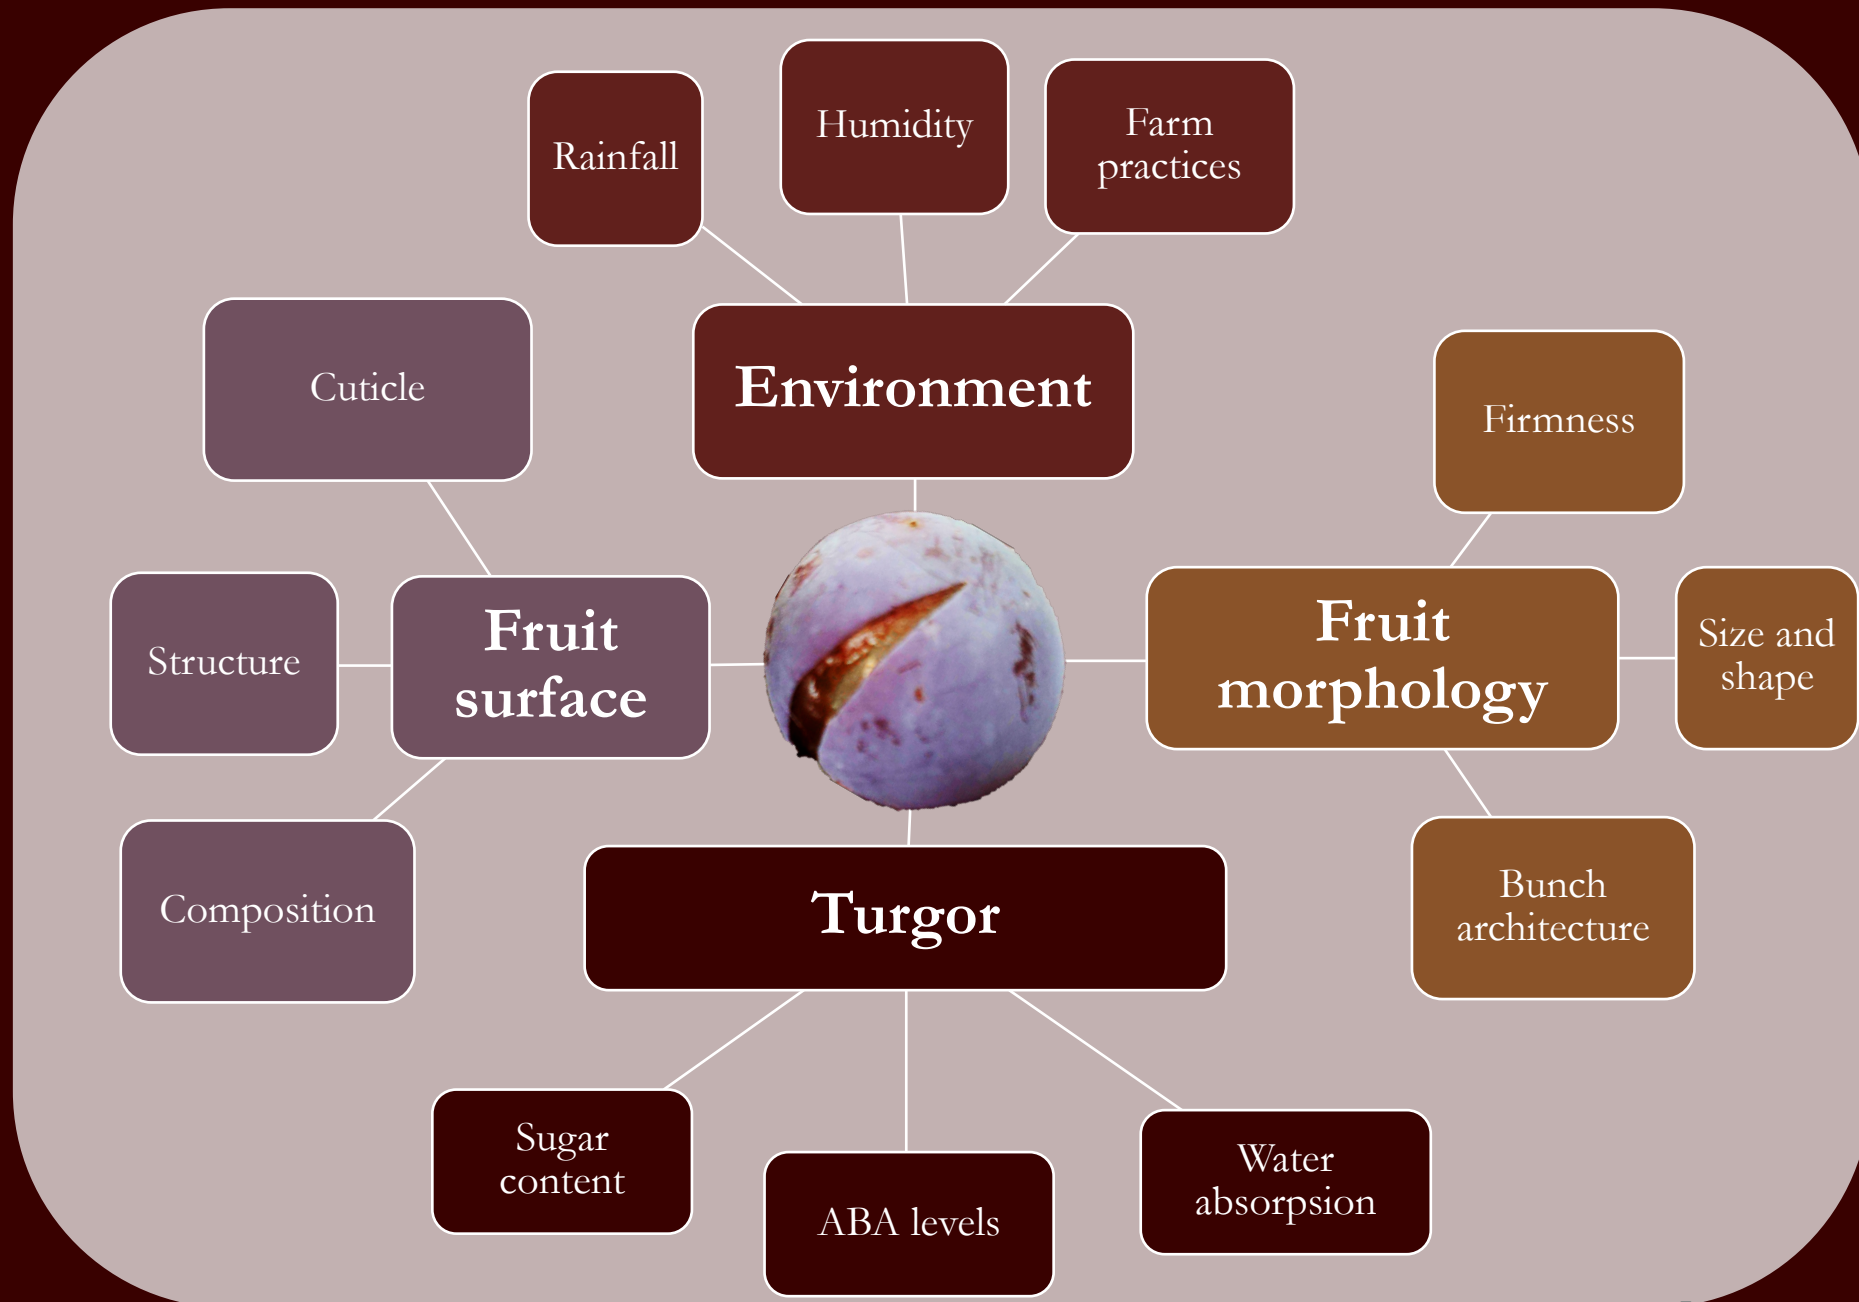 Rainfall
Humidity
Farm
practices
Environment
Cuticle
Structure
Composition
Fruit
surface
Fruit
morphology
Firmness
Size and
shape
Bunch
architecture
Turgor
Sugar
content
ABA levels
Water
absorpsion